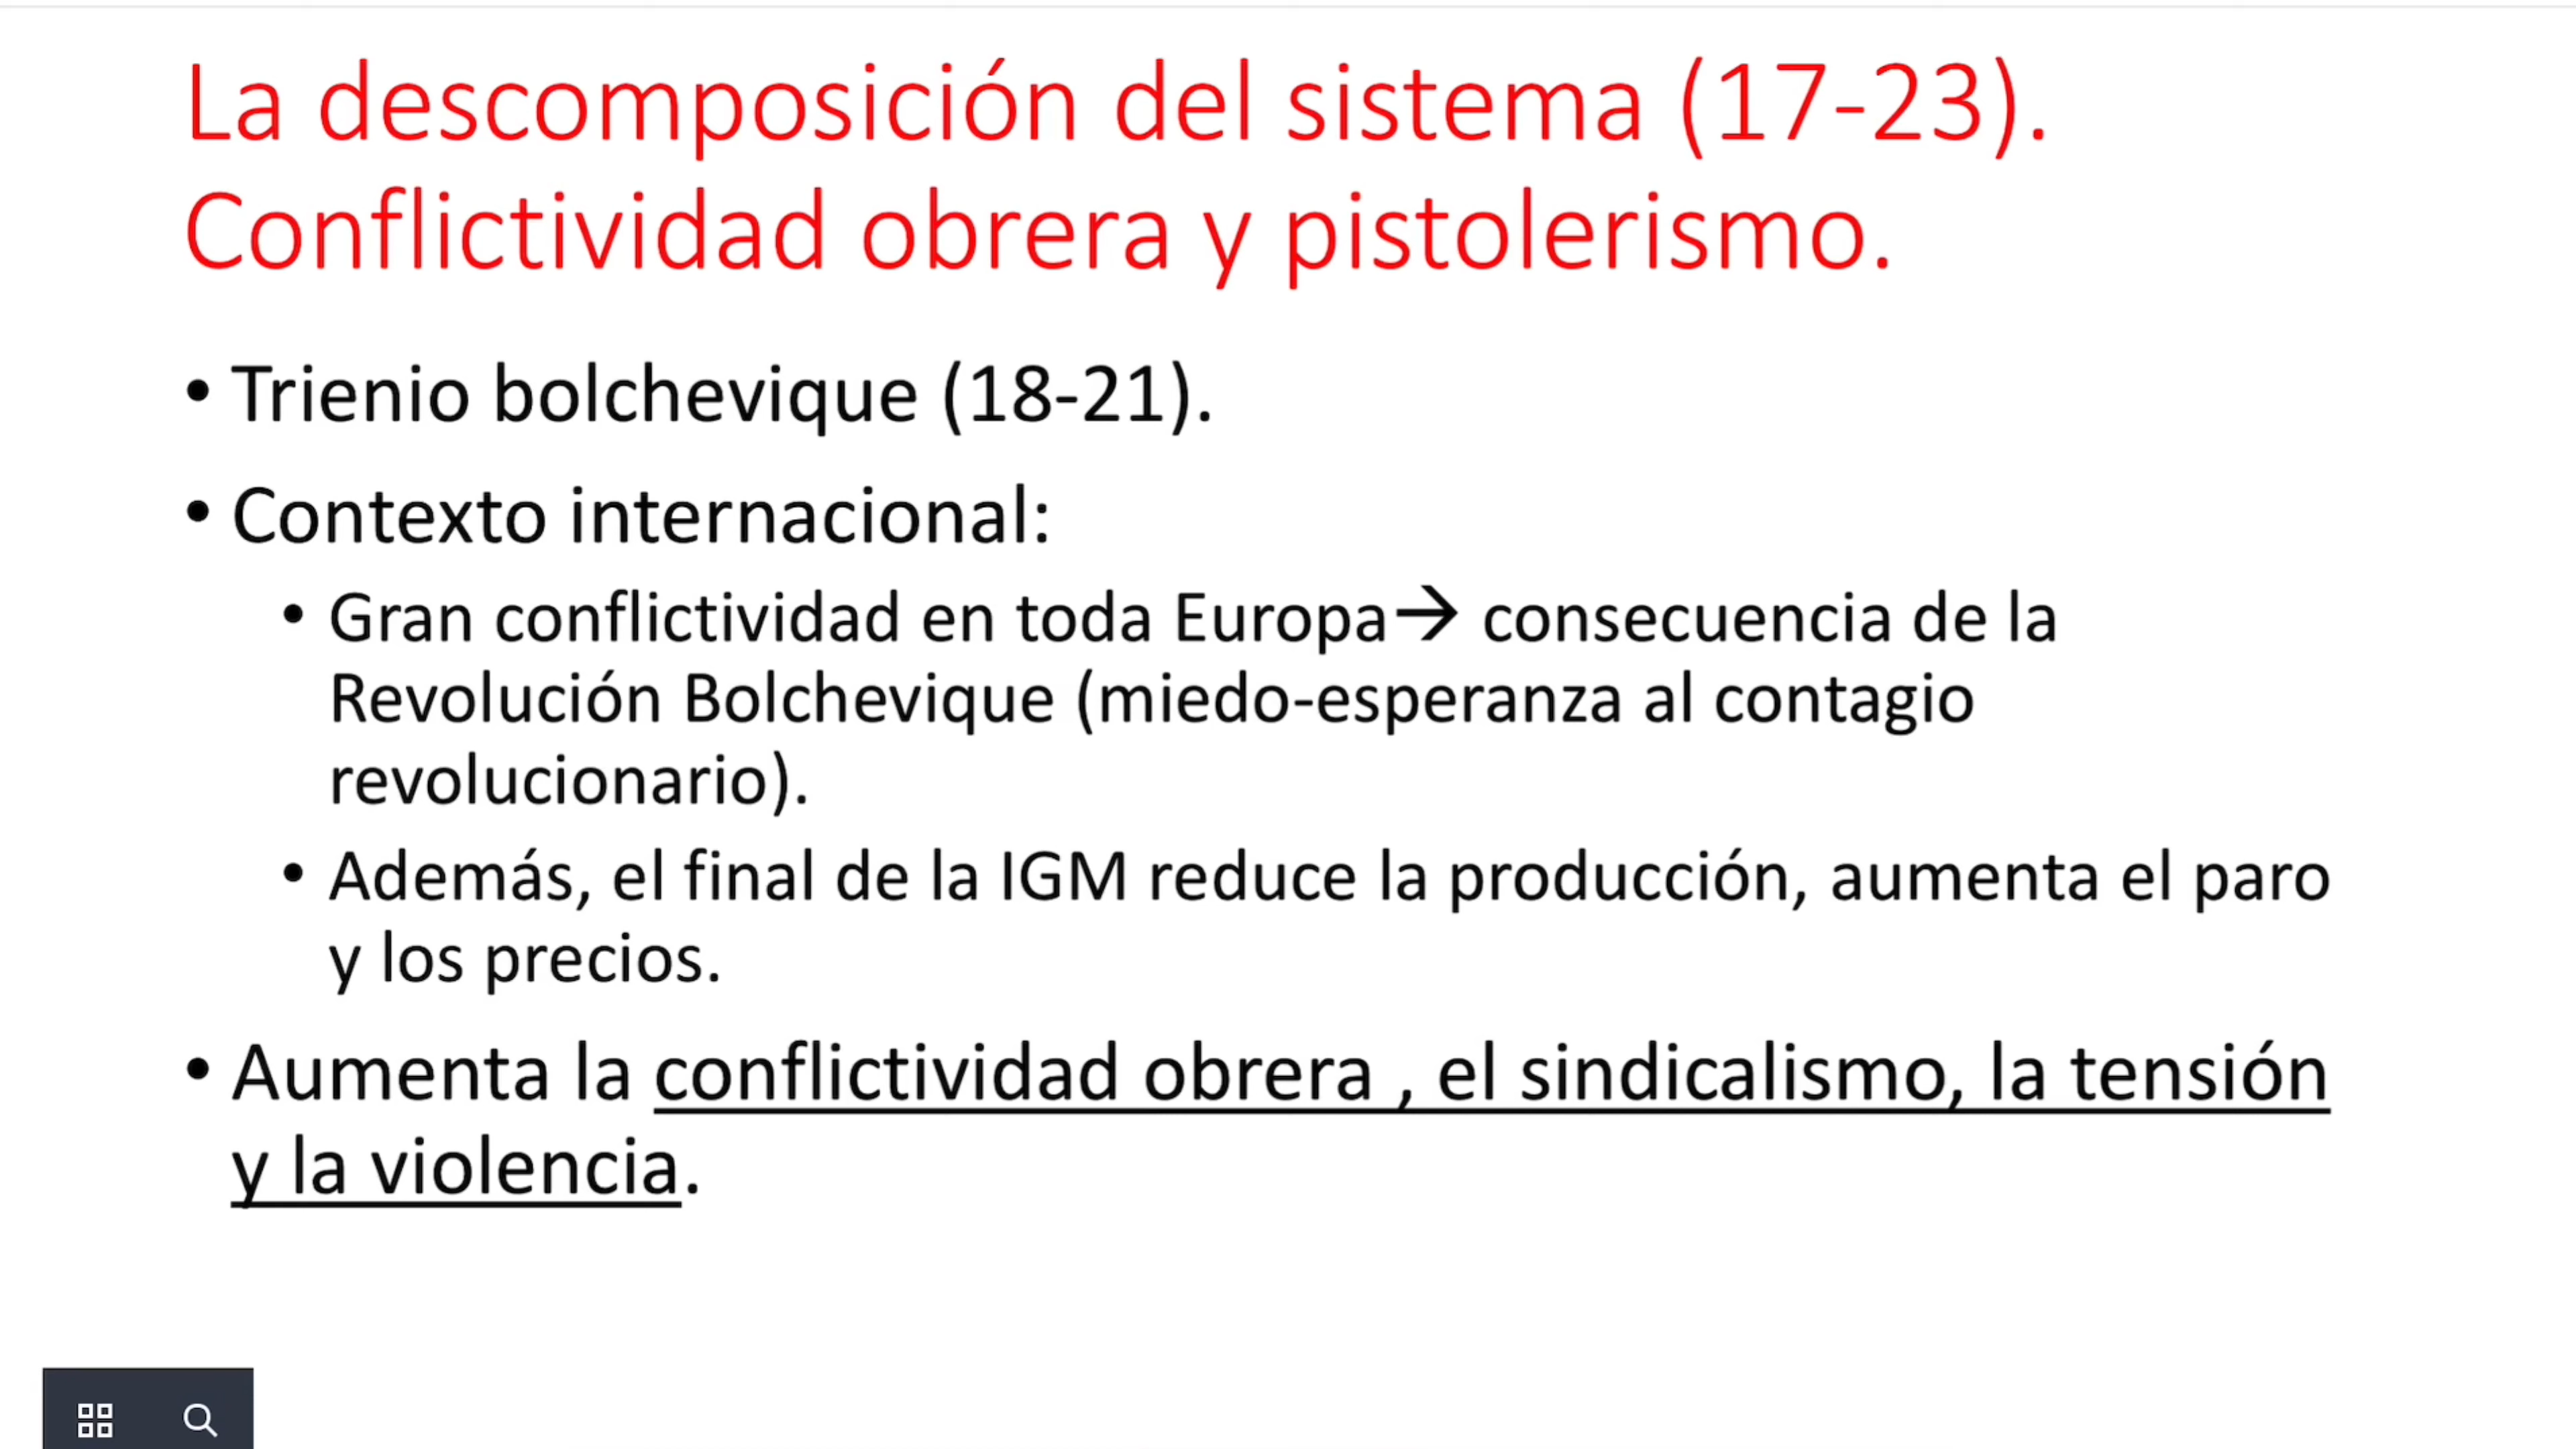 La descomposición del sistema (17-23).
Conflictividad obrera y pistolerismo.
• Trienio bolchevique (18-21).
• Contexto internacional:
• Gran conflictividad en toda Europa→ consecuencia de la
Revolución Bolchevique (miedo-esperanza al contagio
revolucionario).
• Además, el final de la IGM reduce la producción, aumenta el paro
y los precios.
• Aumenta la conflictividad obrera , el sindicalismo, la tensión
y la violencia.